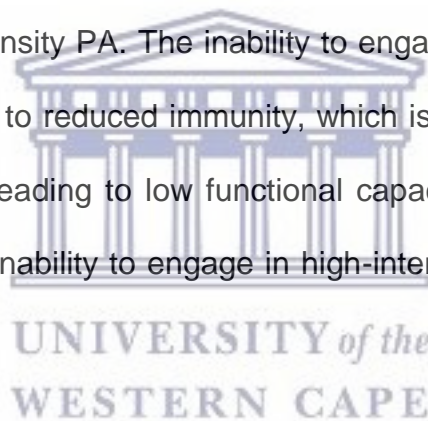 nsity PA. The inability to enga
to reduced immunity, which is
eading to low functional capa
nability to engage in high-inter
UNIVERSITY of the
WESTERN CAPE